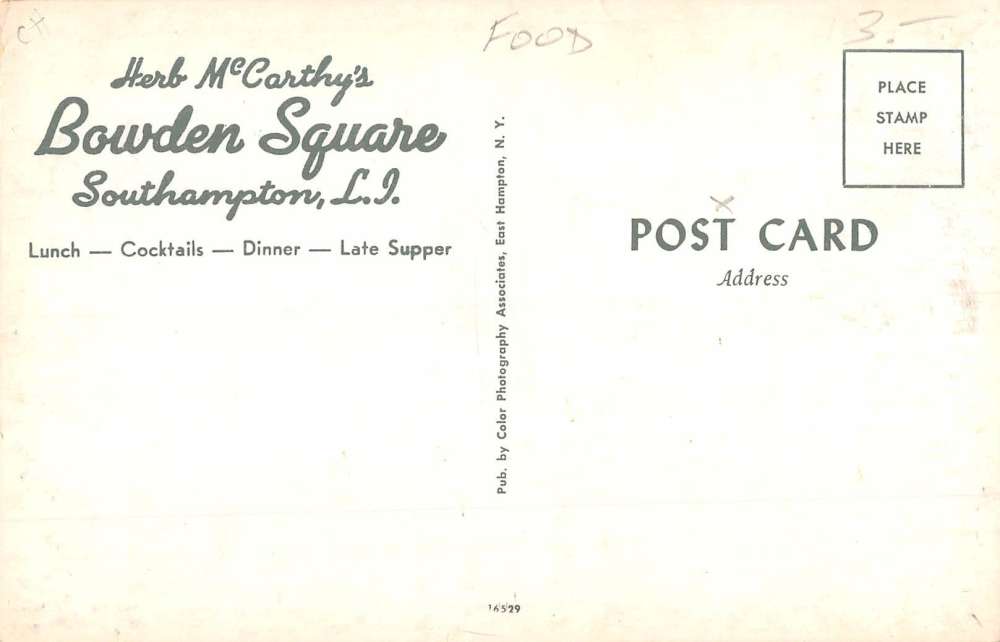 CH
FOOD
3.—
Herb McCarthy's
Bowden Square
Southampton, L.I.
Lunch — Cocktails — Dinner — Late Supper
Pub. by Color Photography Associates, East Hampton, N. Y.
PLACE
STAMP
HERE
X
POST CARD
Address
16529